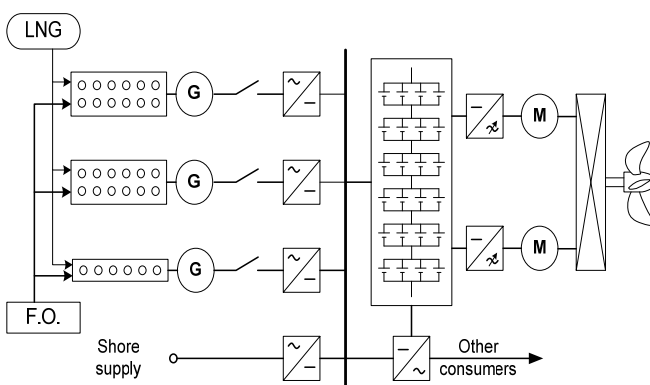 LNG
G
M
G
M
G
F.O.
Shore
supply
Other
consumers